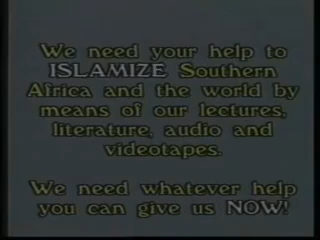 We need your help to
ISLAMIZE Southern
Africa and the world by
means of our lectures,
literature, audio and
videotapes.
We need whatever help
you can give us NOW!